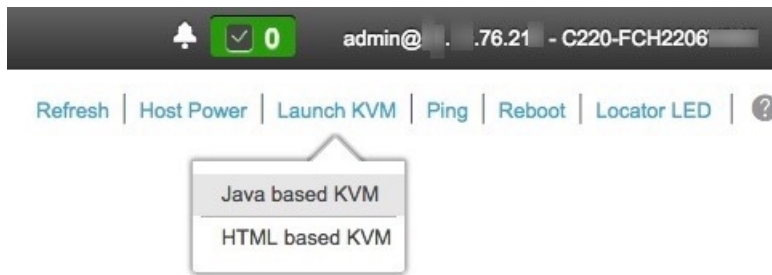 0 admin@ . .76.21 - C220-FCH2206
Refresh | Host Power | Launch KVM | Ping | Reboot | Locator LED | ?
Java based KVM
HTML based KVM